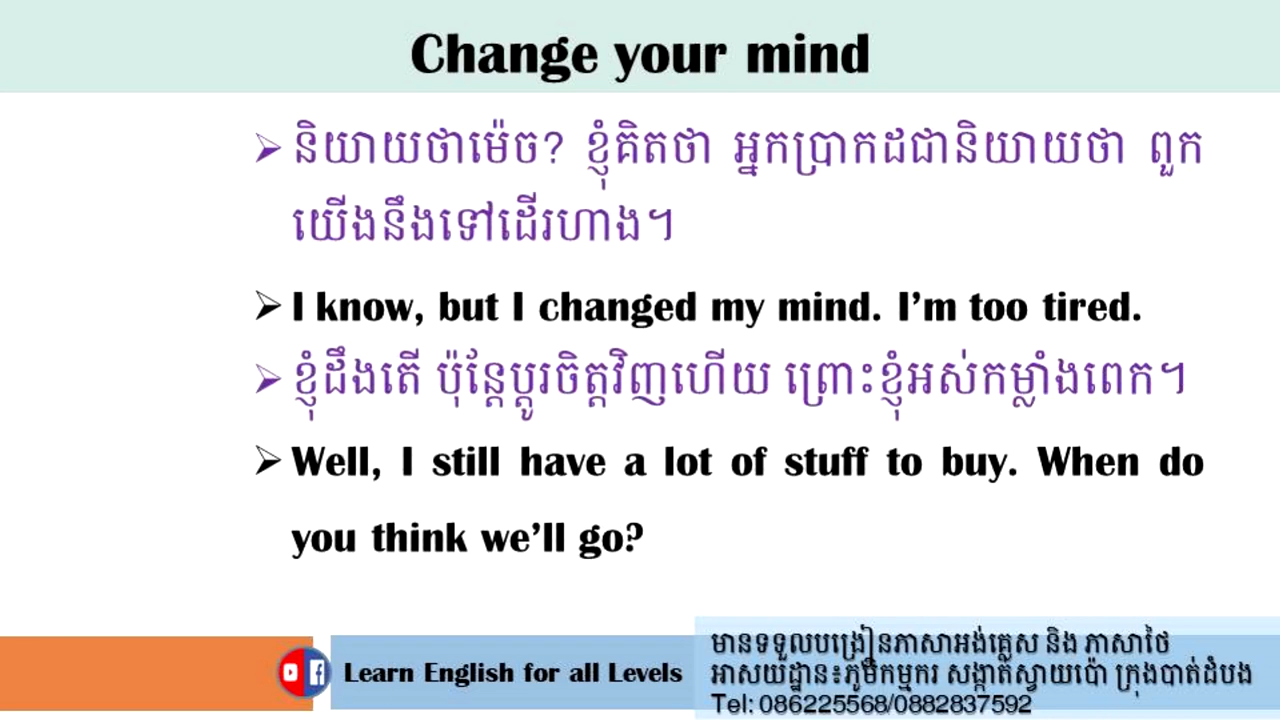 Change your mind
➢ និយាយថាម៉េច? ខ្ញុំគិតថា អ្នកប្រាកដជានិយាយថា ពួក
យើងនឹងទៅដើរហាង។
➢ I know, but I changed my mind. I’m too tired.
➢ ខ្ញុំដឹងតើ ប៉ុន្តែប្តូរចិត្តវិញហើយ ព្រោះខ្ញុំអស់កម្លាំងពេក។
➢ Well, I still have a lot of stuff to buy. When do
you think we’ll go?
Learn English for all Levels
មានទទួលបង្រៀនភាសាអង់គ្លេស និង ភាសាថៃ
អាសយដ្ឋាន៖ភូមិកម្មករ សង្កាត់ស្វាយប៉ោ ក្រុងបាត់ដំបង
Tel: 086225568/0882837592